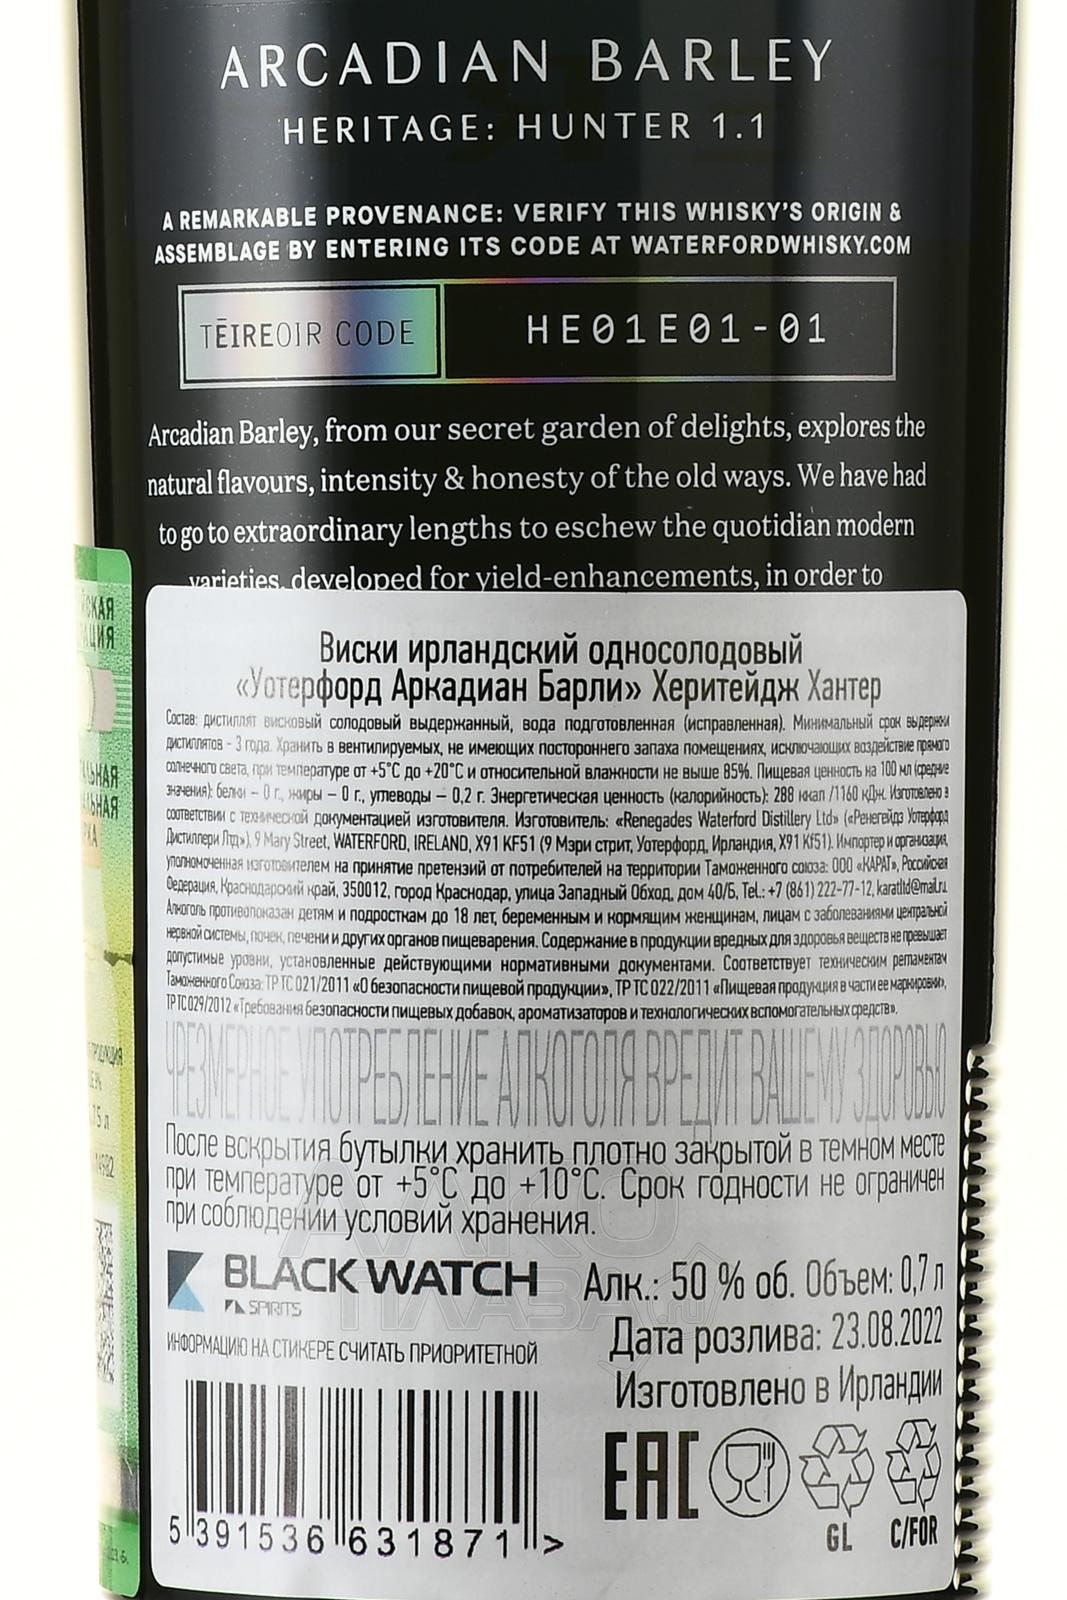 ARCADIAN BARLEY
HERITAGE: HUNTER 1.1
A REMARKABLE PROVENANCE: VERIFY THIS WHISKY'S ORIGIN &
ASSEMBLAGE BY ENTERING ITS CODE AT WATERFORDWHISKY.COM
TĒIREOIR CODE
HE01E01-01
Arcadian Barley, from our secret garden of delights, explores the
natural flavours, intensity & honesty of the old ways. We have had
to go to extraordinary lengths to eschew the quotidian modern
varieties, developed for yield-enhancements, in order to
Виски ирландский односолодовый
«Уотерфорд Аркадиан Барли» Херитейдж Хантер
Состав: дистиллят висковый солодовый выдержанный, вода подготовленная (исправленная). Минимальный срок выдержки
дистиллятов - 3 года. Хранить в вентилируемых, не имеющих постороннего запаха помещениях, исключающих воздействие прямого
солнечного света, при температуре от +5°С до +20°С и относительной влажности не выше 85%. Пищевая ценность на 100 мл (средние
значения): белки – 0 г., жиры – 0 г., углеводы – 0,2 г. Энергетическая ценность (калорийность): 288 ккал /1160 кДж. Изготовлено в
соответствии с технической документацией изготовителя. Изготовитель: «Renegades Waterford Distillery Ltd» («Ренегейдз Уотерфорд
Дистиллери Лтд»), 9 Mary Street, WATERFORD, IRELAND, X91 KF51 (9 Мэри стрит, Уотерфорд, Ирландия, X91 Kf51). Импортер и организация,
уполномоченная изготовителем на принятие претензий от потребителей на территории Таможенного союза: ООО «КАРАТ», Российская
Федерация, Краснодарский край, 350012, город Краснодар, улица Западный Обход, дом 40/Б, Tel.: +7 (861) 222-77-12, karatltd@mail.ru.
Алкоголь противопоказан детям и подросткам до 18 лет, беременным и кормящим женщинам, лицам с заболеваниями центральной
нервной системы, почек, печени и других органов пищеварения. Содержание в продукции вредных для здоровья веществ не превышает
допустимые уровни, установленные действующими нормативными документами. Соответствует техническим регламентам
Таможенного Союза: ТР ТС 021/2011 «О безопасности пищевой продукции», ТР ТС 022/2011 «Пищевая продукция в части ее маркировки»,
ТР ТС 029/2012 «Требования безопасности пищевых добавок, ароматизаторов и технологических вспомогательных средств».
ЧРЕЗМЕРНОЕ УПОТРЕБЛЕНИЕ АЛКОГОЛЯ ВРЕДИТ ВАШЕМУ ЗДОРОВЬЮ
После вскрытия бутылки хранить плотно закрытой в темном месте
при температуре от +5°С до +10°С. Срок годности не ограничен
при соблюдении условий хранения.
BLACK WATCH
SPIRITS
Алк.: 50 % об. Объем: 0,7 л
Дата розлива: 23.08.2022
Изготовлено в Ирландии
ИНФОРМАЦИЮ НА СТИКЕРЕ СЧИТАТЬ ПРИОРИТЕТНОЙ
5 391536 631871 >
EAC
GL
C/FOR
АЛКО
ПЛАЗА.ru